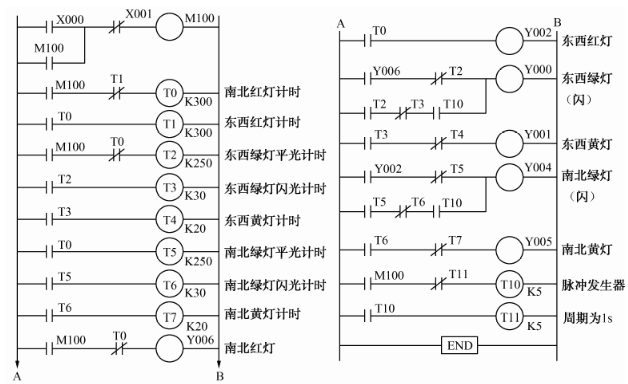 X000 X001 M100
M100
M100 T1 T0 K300 南北红灯计时
T0 T1 K300 东西红灯计时
M100 T0 T2 K250 东西绿灯平光计时
T2 T3 K30 东西绿灯闪光计时
T3 T4 K20 东西黄灯计时
T0 T5 K250 南北绿灯平光计时
T5 T6 K30 南北绿灯闪光计时
T6 T7 K20 南北黄灯计时
M100 T0 Y006 南北红灯
A B
A B
T0 Y002 东西红灯
Y006 T2 Y000 东西绿灯
T2 T3 T10 （闪）
T3 T4 Y001 东西黄灯
Y002 T5 Y004 南北绿灯
T5 T6 T10 （闪）
T6 T7 Y005 南北黄灯
M100 T11 T10 K5 脉冲发生器
T10 T11 K5 周期为1s
END